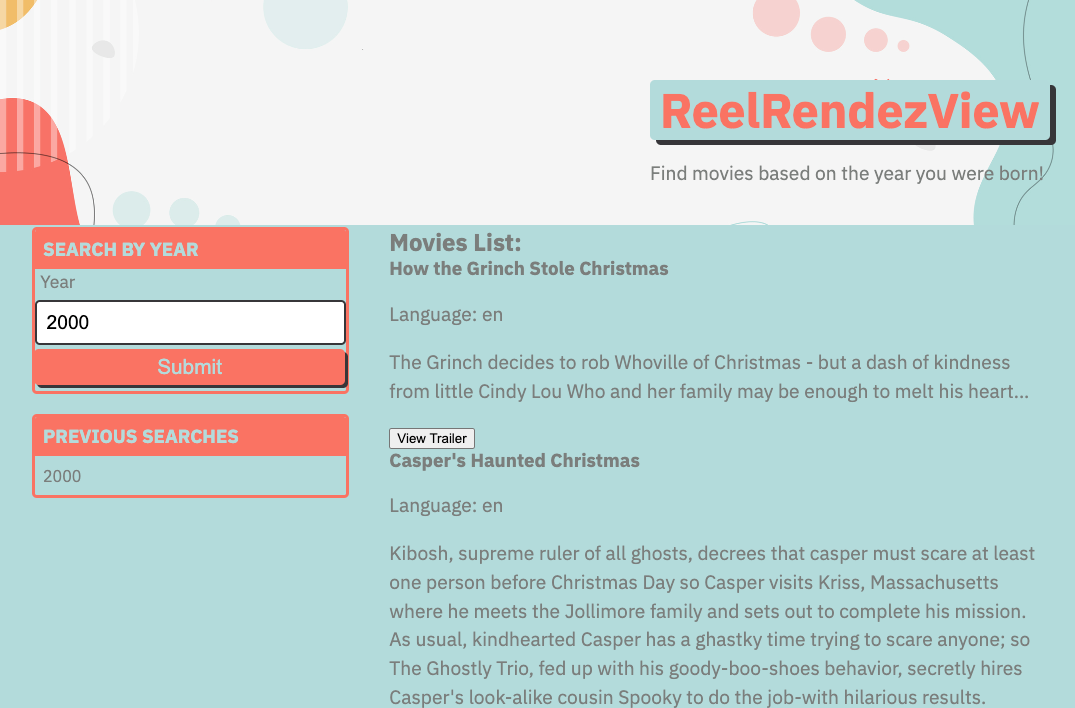 ReelRendezView
Find movies based on the year you were born!
SEARCH BY YEAR
Year
2000
Submit
PREVIOUS SEARCHES
2000
Movies List:
How the Grinch Stole Christmas
Language: en
The Grinch decides to rob Whoville of Christmas - but a dash of kindness
from little Cindy Lou Who and her family may be enough to melt his heart...
View Trailer
Casper's Haunted Christmas
Language: en
Kibosh, supreme ruler of all ghosts, decrees that casper must scare at least
one person before Christmas Day so Casper visits Kriss, Massachusetts
where he meets the Jollimore family and sets out to complete his mission.
As usual, kindhearted Casper has a ghastky time trying to scare anyone; so
The Ghostly Trio, fed up with his goody-boo-shoes behavior, secretly hires
Casper's look-alike cousin Spooky to do the job-with hilarious results.